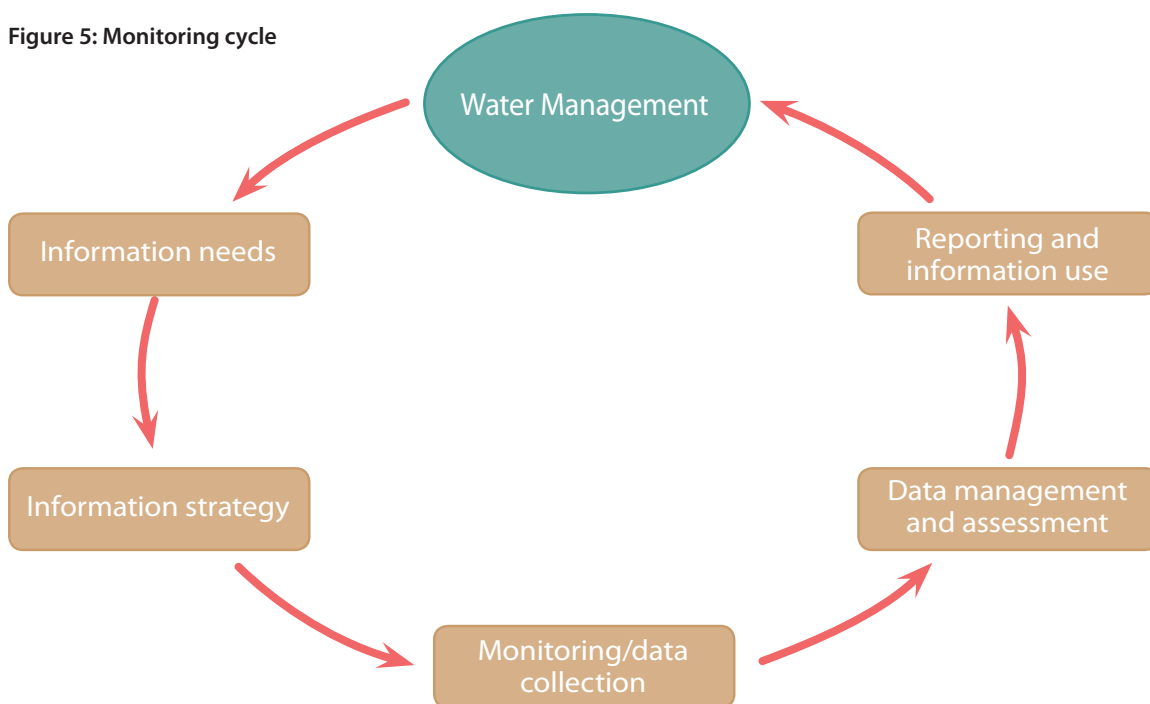 Figure 5: Monitoring cycle
Water Management
Information needs
Reporting and
information use
Information strategy
Data management
and assessment
Monitoring/data
collection